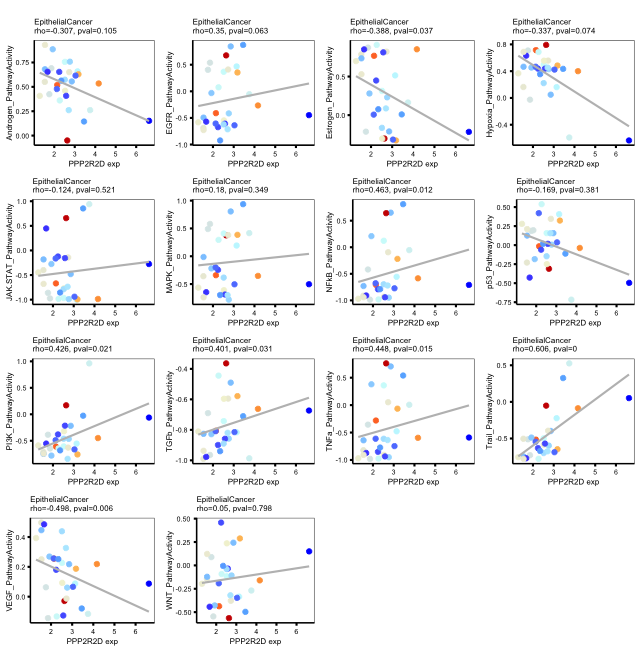 EpithelialCancer
rho=-0.307, pval=0.105
Androgen_PathwayActivity
0.75
0.50
0.25
0.00
2 3 4 5 6
PPP2R2D exp
EpithelialCancer
rho=0.35, pval=0.063
EGFR_PathwayActivity
0.5
0.0
-0.5
-1.0
2 3 4 5 6
PPP2R2D exp
EpithelialCancer
rho=-0.388, pval=0.037
Estrogen_PathwayActivity
0.5
0.0
2 3 4 5 6
PPP2R2D exp
EpithelialCancer
rho=-0.337, pval=0.074
Hypoxia_PathwayActivity
0.8
0.4
0.0
-0.4
2 3 4 5 6
PPP2R2D exp
EpithelialCancer
rho=-0.124, pval=0.521
JAK-STAT_PathwayActivity
1.0
0.5
0.0
-0.5
-1.0
2 3 4 5 6
PPP2R2D exp
EpithelialCancer
rho=0.18, pval=0.349
MAPK_PathwayActivity
1.0
0.5
0.0
-0.5
2 3 4 5 6
PPP2R2D exp
EpithelialCancer
rho=0.463, pval=0.012
NFkB_PathwayActivity
0.5
0.0
-0.5
-1.0
2 3 4 5 6
PPP2R2D exp
EpithelialCancer
rho=-0.169, pval=0.381
p53_PathwayActivity
0.50
0.25
0.00
-0.25
-0.50
-0.75
2 3 4 5 6
PPP2R2D exp
EpithelialCancer
rho=0.426, pval=0.021
PI3K_PathwayActivity
1.0
0.5
0.0
-0.5
2 3 4 5 6
PPP2R2D exp
EpithelialCancer
rho=0.401, pval=0.031
TGFb_PathwayActivity
-0.4
-0.6
-0.8
-1.0
2 3 4 5 6
PPP2R2D exp
EpithelialCancer
rho=0.448, pval=0.015
TNFa_PathwayActivity
0.5
0.0
-0.5
-1.0
2 3 4 5 6
PPP2R2D exp
EpithelialCancer
rho=0.606, pval=0
Trail_PathwayActivity
0.5
0.0
-0.5
2 3 4 5 6
PPP2R2D exp
EpithelialCancer
rho=-0.498, pval=0.006
VEGF_PathwayActivity
0.4
0.2
0.0
2 3 4 5 6
PPP2R2D exp
EpithelialCancer
rho=0.05, pval=0.798
WNT_PathwayActivity
0.50
0.25
0.00
-0.25
-0.50
2 3 4 5 6
PPP2R2D exp